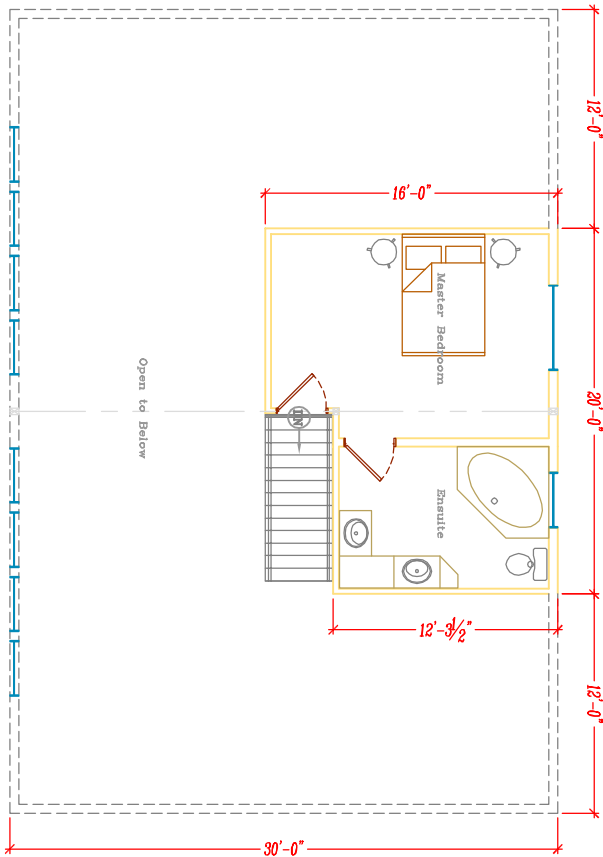 12'-0"
16'-0"
Master Bedroom
Open to Below
20'-0"
DN
Ensuite
12'-3½"
12'-0"
30'-0"